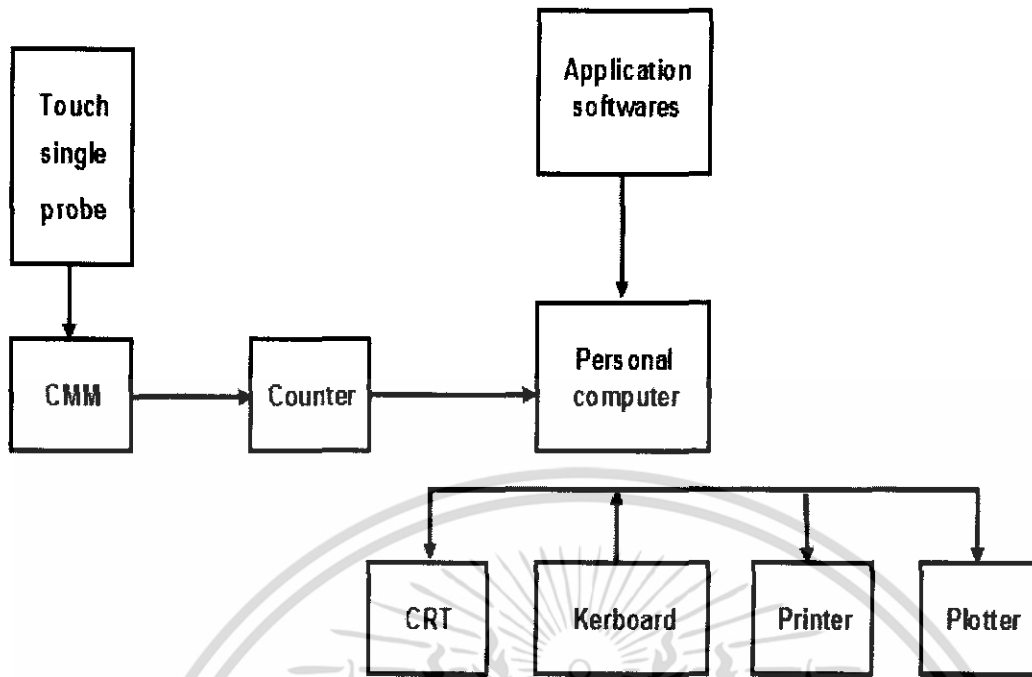 Touch
single
probe
Application
softwares
CMM
Counter
Personal
computer
CRT
Kerboard
Printer
Plotter